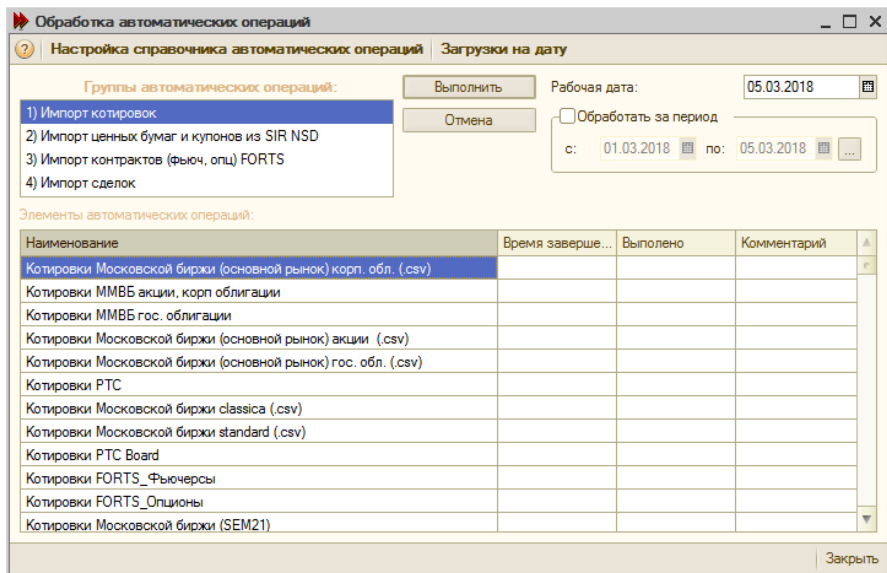 Обработка автоматических операций
? Настройка справочника автоматических операций Загрузки на дату
Группы автоматических операций: Выполнить Рабочая дата: 05.03.2018
1) Импорт котировок
2) Импорт ценных бумаг и купонов из SIR NSD
3) Импорт контрактов (фьюч, опц) FORTS
4) Импорт сделок
Отмена
Обработать за период
с: 01.03.2018 по: 05.03.2018 ...
Элементы автоматических операций:
Наименование Время заверше... Выполено Комментарий
Котировки Московской биржи (основной рынок) корп. обл. (.csv)
Котировки ММВБ акции, корп облигации
Котировки ММВБ гос. облигации
Котировки Московской биржи (основной рынок) акции (.csv)
Котировки Московской биржи (основной рынок) гос. обл. (.csv)
Котировки РТС
Котировки Московской биржи classica (.csv)
Котировки Московской биржи standard (.csv)
Котировки РТС Board
Котировки FORTS_Фьючерсы
Котировки FORTS_Опционы
Котировки Московской биржи (SEM21)
Закрыть